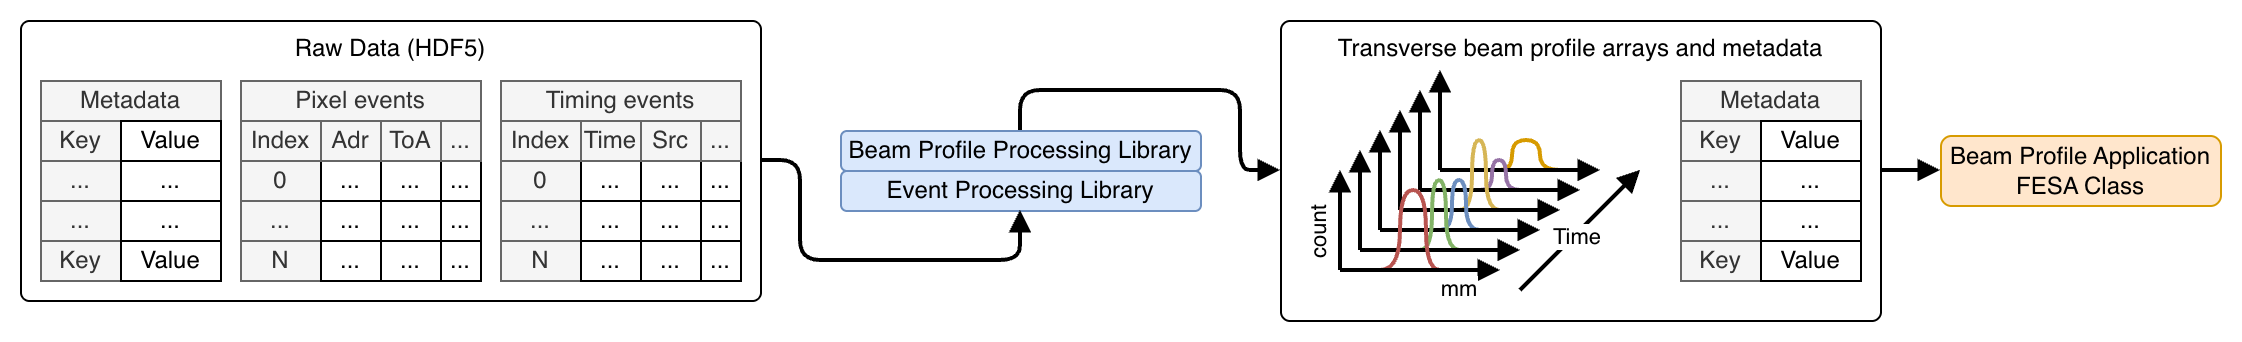 Raw Data (HDF5)
Metadata
Key Value
... ...
... ...
Key Value
Pixel events
Index Adr ToA ...
0 ... ... ...
... ... ... ...
N ... ... ...
Timing events
Index Time Src ...
0 ... ... ...
... ... ... ...
N ... ... ...
Beam Profile Processing Library
Event Processing Library
Transverse beam profile arrays and metadata
count
mm
Time
Metadata
Key Value
... ...
... ...
Key Value
Beam Profile Application
FESA Class